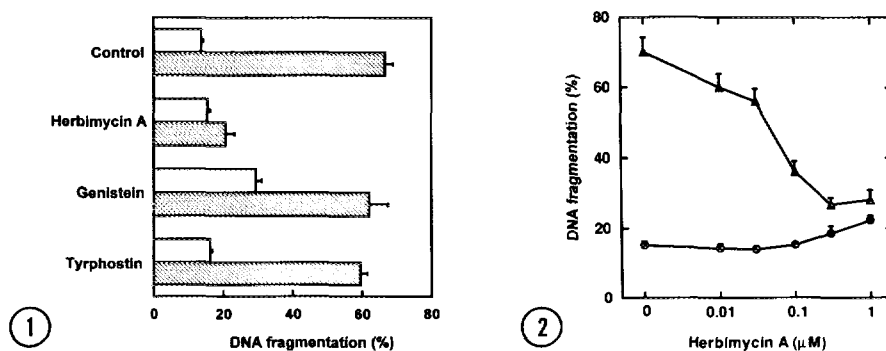 Control
Herbimycin A
Genistein
Tyrphostin
0 20 40 60 80
DNA fragmentation (%)
1
80
60
40
20
0
DNA fragmentation (%)
0 0.01 0.1 1
Herbimycin A (μM)
2